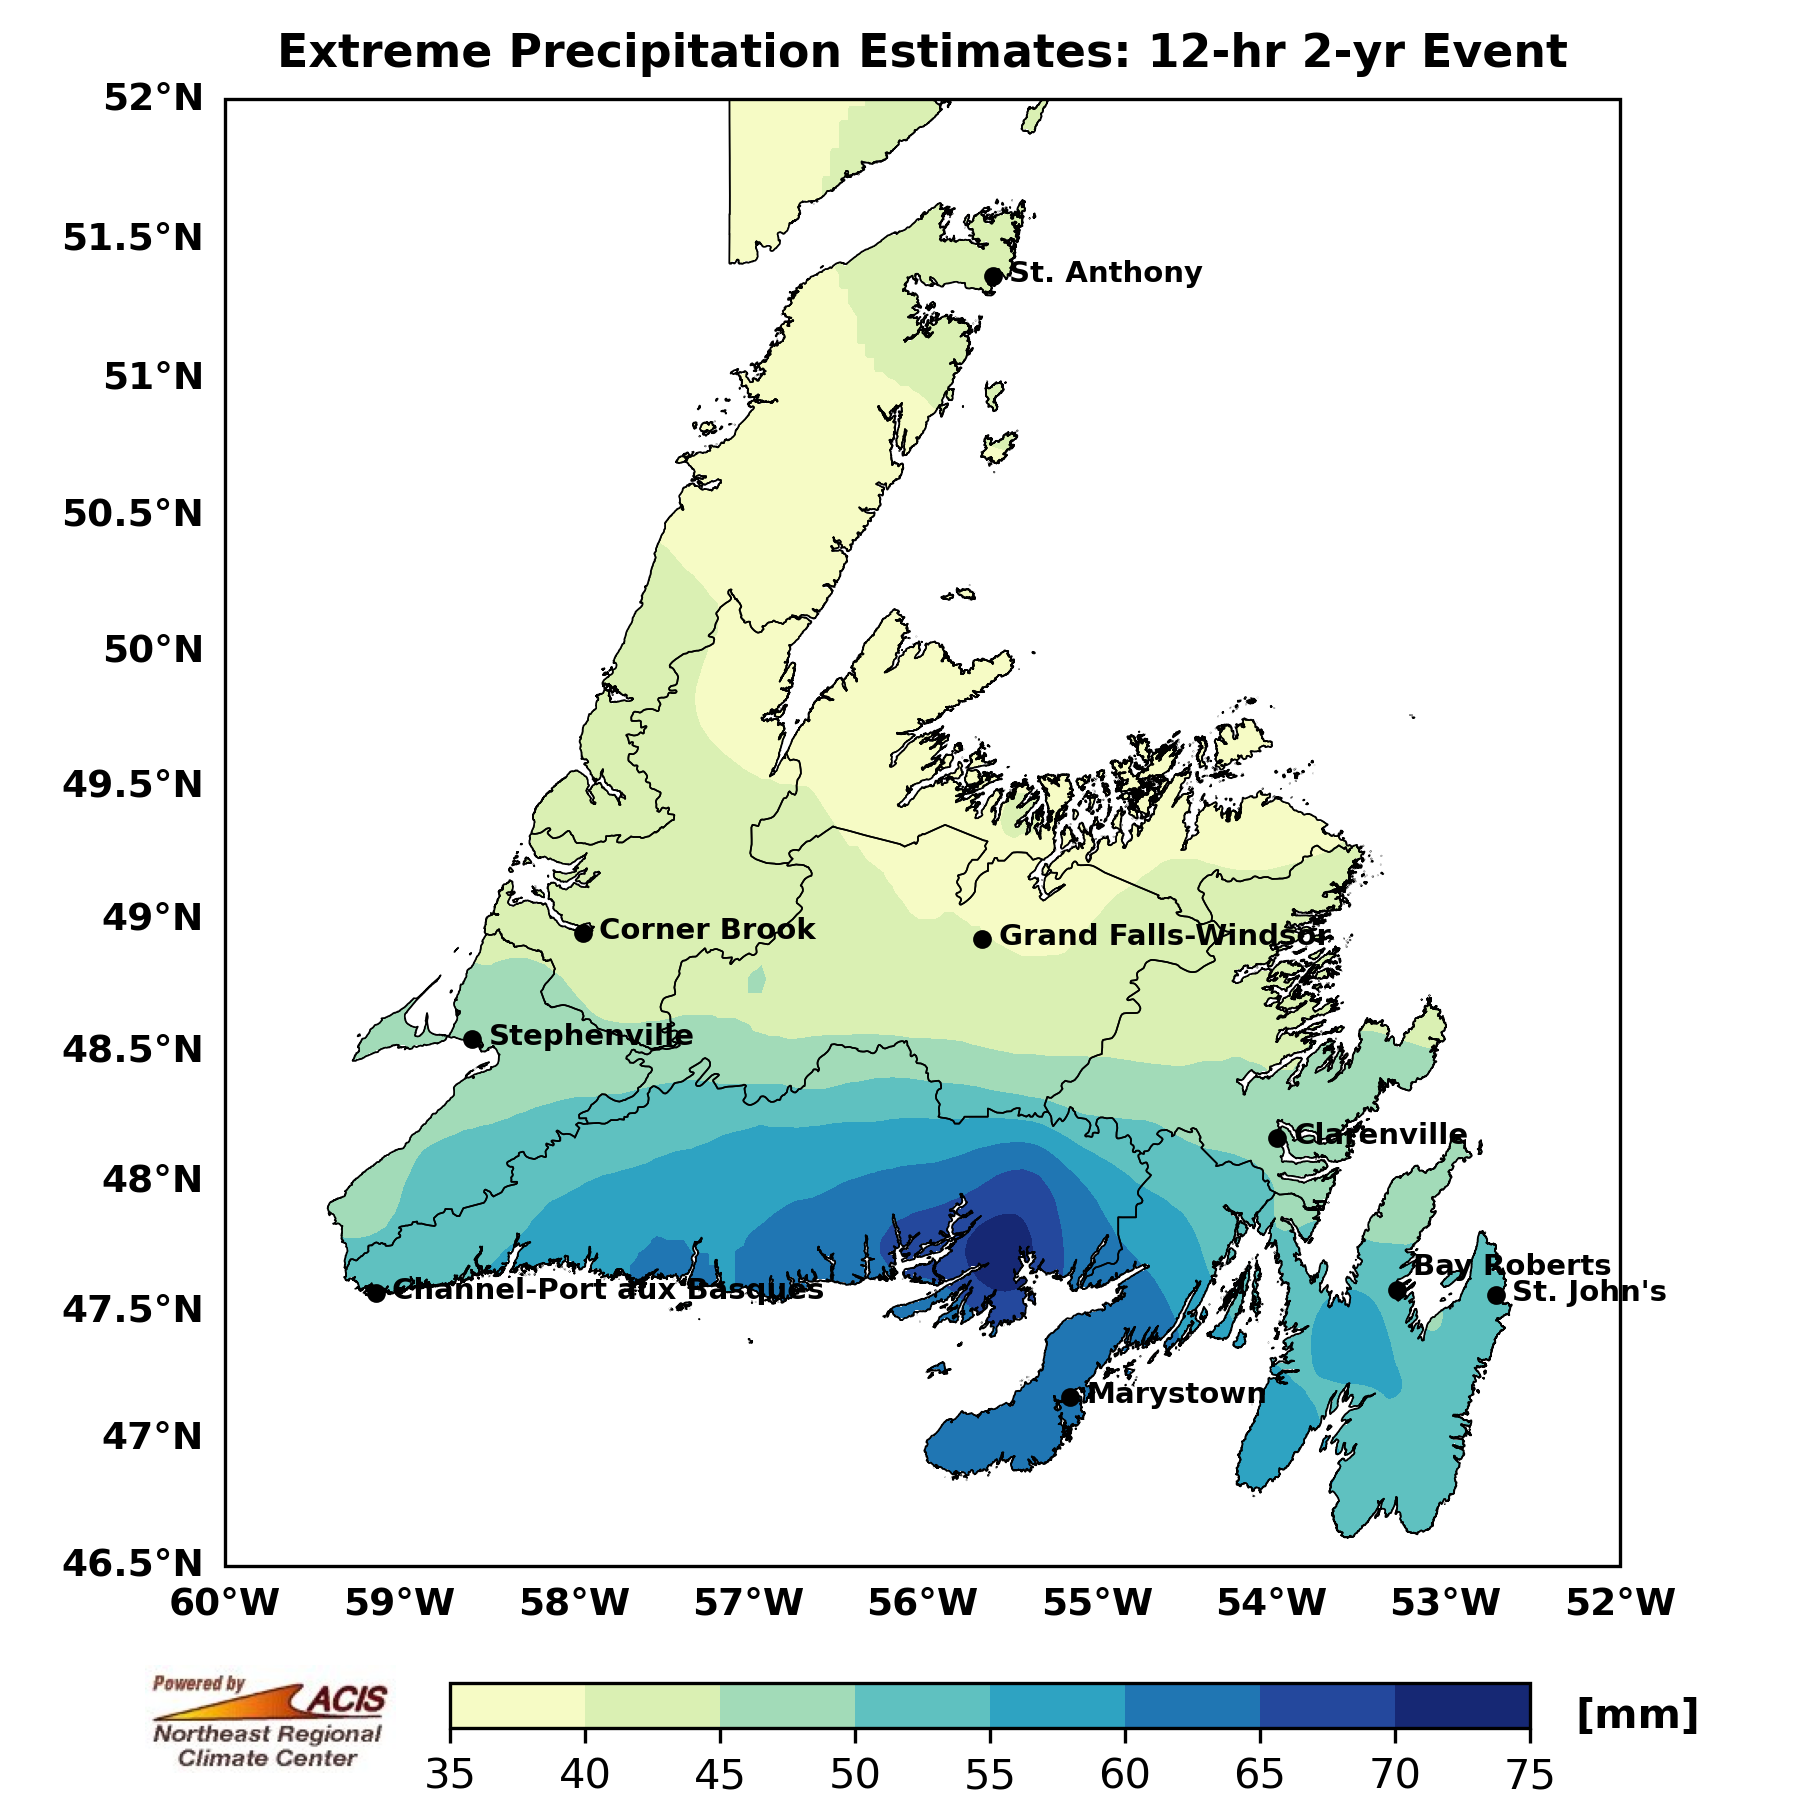 Extreme Precipitation Estimates: 12-hr 2-yr Event
52°N
51.5°N
St. Anthony
51°N
50.5°N
50°N
49.5°N
49°N
Corner Brook
Grand Falls-Windsor
48.5°N
Stephenville
Clarenville
48°N
Bay Roberts
47.5°N
Channel-Port aux Basques
St. John's
Marystown
47°N
46.5°N
60°W 59°W 58°W 57°W 56°W 55°W 54°W 53°W 52°W
Powered by
ACIS
Northeast Regional
Climate Center
[mm]
35 40 45 50 55 60 65 70 75